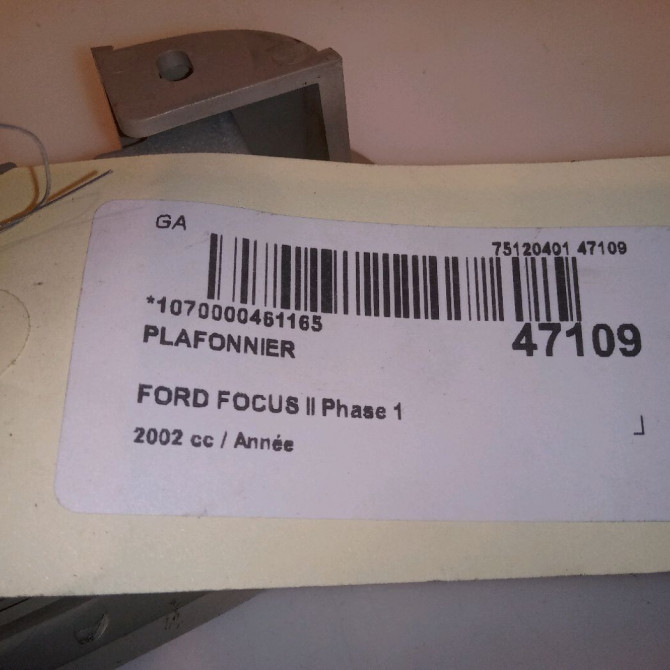 GA
75120401 47109
*1070000461165
47109
PLAFONNIER
FORD FOCUS II Phase 1
2002 cc / Année